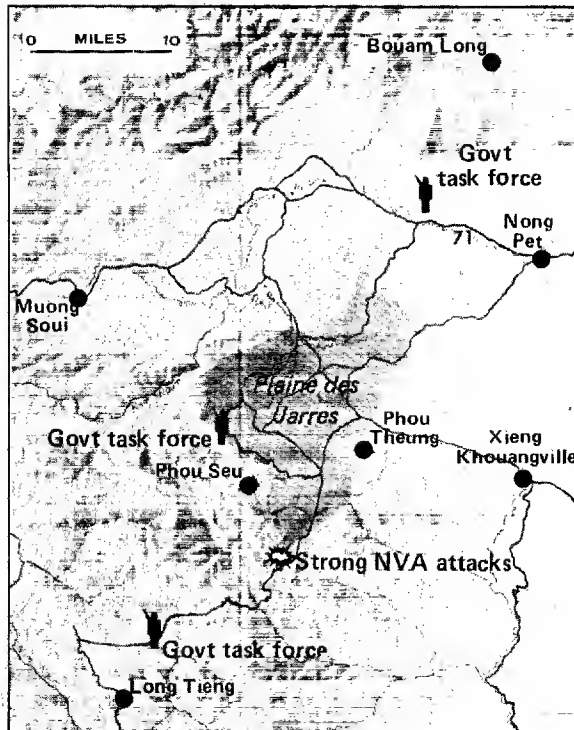 0 MILES 10
Bouam Long
Govt
task force
71
Nong
Pet
Muong
Soui
Plaine des
Jarres
Govt task force
Phou
Theung
Xieng
Khouangville
Phou Seu
Strong NVA attacks
Govt task force
Long Tieng